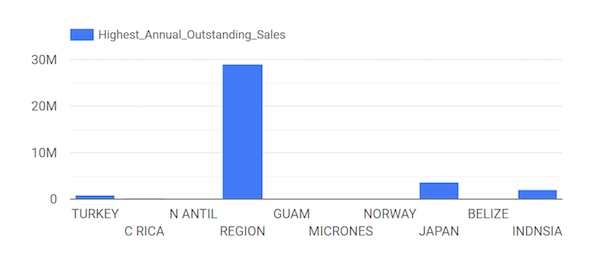 Highest_Annual_Outstanding_Sales
30M
20M
10M
0
TURKEY N ANTIL GUAM NORWAY BELIZE
C RICA REGION MICRONES JAPAN INDNSIA